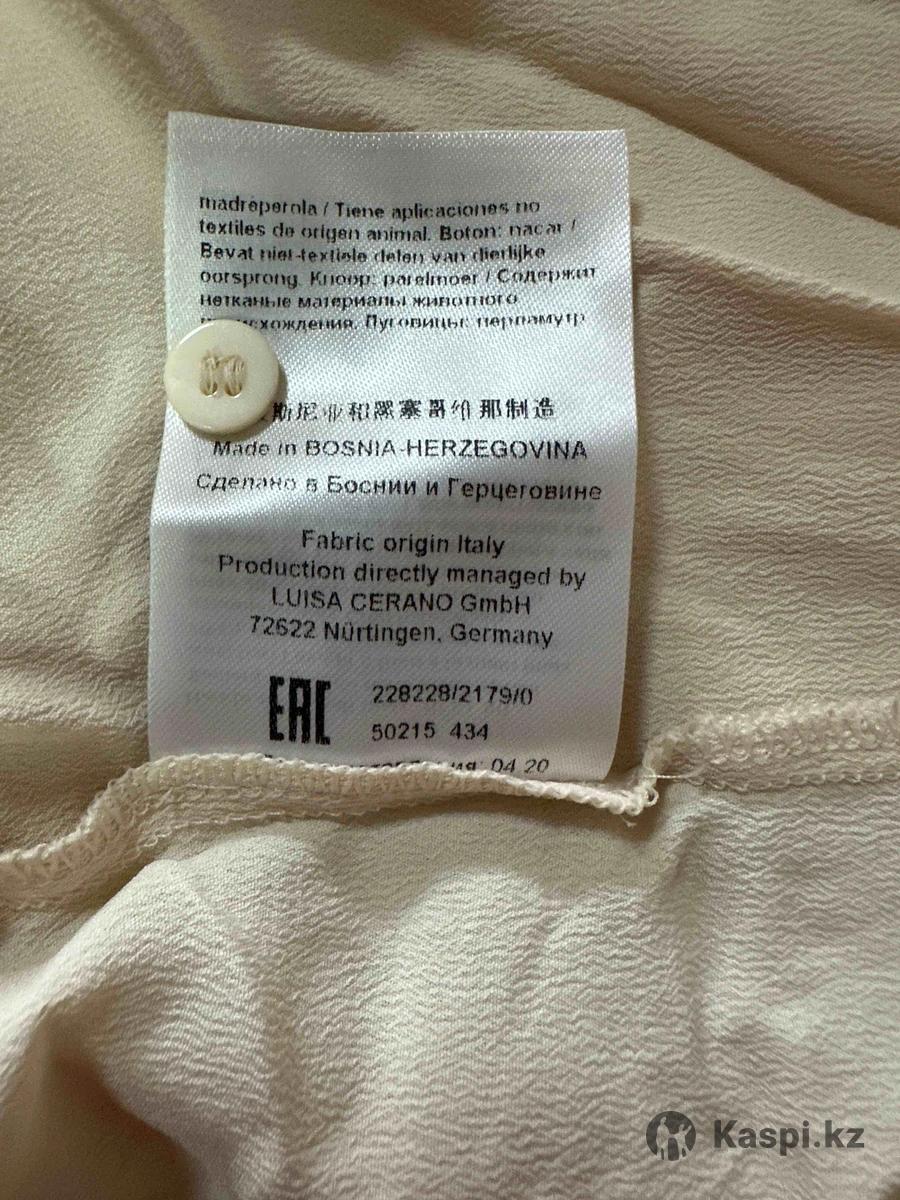 madreperola / Tiene aplicaciones no
textiles de origen animal. Boton: nacar /
Bevat niet-textiele delen van dierlijke
oorsprong. Knoop: parelmoer / Содержит
нетканые материалы животного
происхождения. Пуговицы: перламутр
斯尼亚和黑塞哥维那制造
Made in BOSNIA-HERZEGOVINA
Сделано в Боснии и Герцеговине
Fabric origin Italy
Production directly managed by
LUISA CERANO GmbH
72622 Nürtingen, Germany
EAC
228228/2179/0
50215 434
04.20
Kaspi.kz